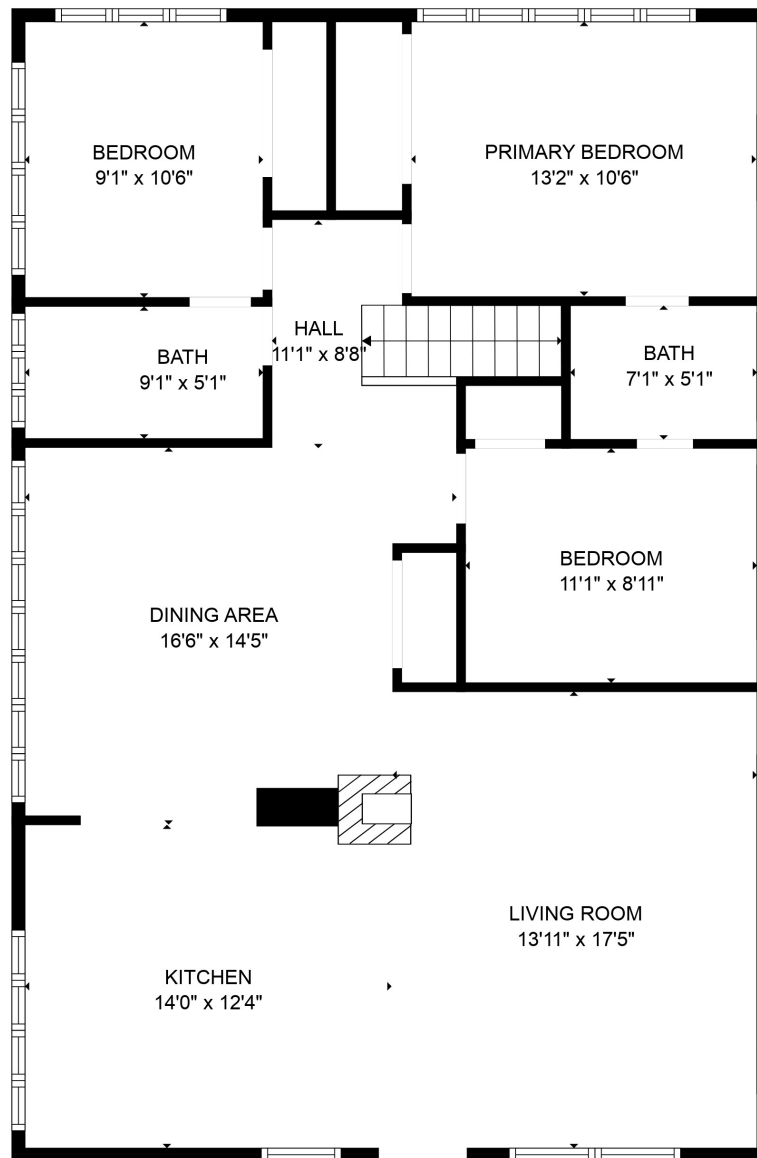 BEDROOM
9'1" x 10'6"
PRIMARY BEDROOM
13'2" x 10'6"
BATH
9'1" x 5'1"
HALL
11'1" x 8'8"
BATH
7'1" x 5'1"
BEDROOM
11'1" x 8'11"
DINING AREA
16'6" x 14'5"
LIVING ROOM
13'11" x 17'5"
KITCHEN
14'0" x 12'4"